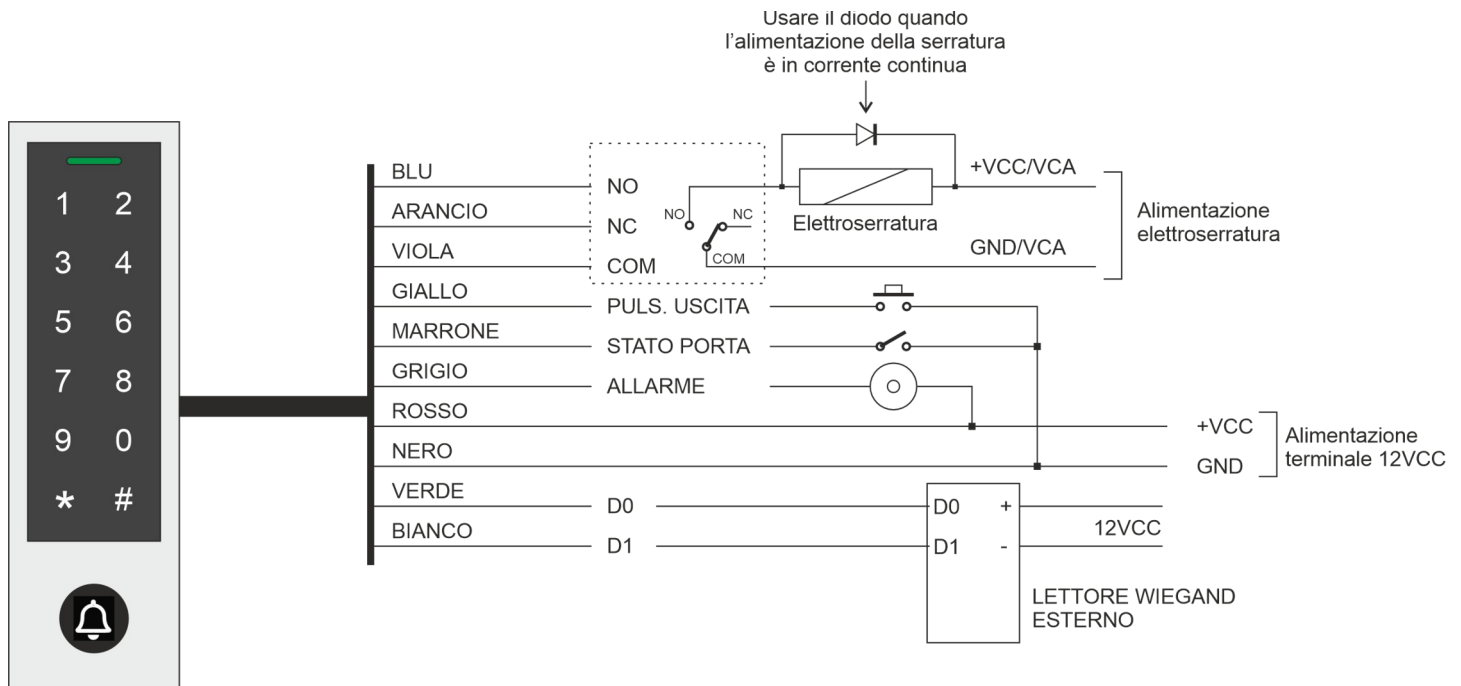 Usare il diodo quando
l'alimentazione della serratura
è in corrente continua
1 2
3 4
5 6
7 8
9 0
* #
BLU
NO
ARANCIO
NC
VIOLA
COM
NO
NC
COM
Elettroserratura
+VCC/VCA
GND/VCA
Alimentazione
elettroserratura
GIALLO
PULS. USCITA
MARRONE
STATO PORTA
GRIGIO
ALLARME
ROSSO
+VCC
NERO
GND
Alimentazione
terminale 12VCC
VERDE
D0
D0 +
BIANCO
D1
D1 -
12VCC
LETTORE WIEGAND
ESTERNO